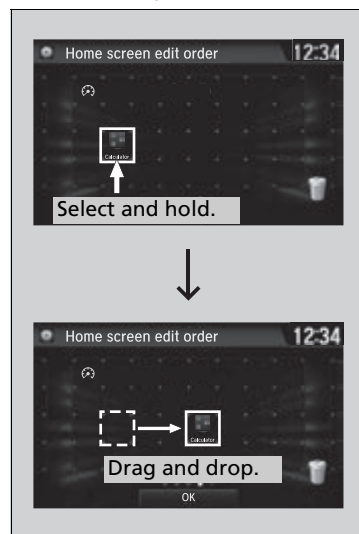 Home screen edit order 12:34
Calculator
Select and hold.
Home screen edit order 12:34
Calculator
Drag and drop.
OK